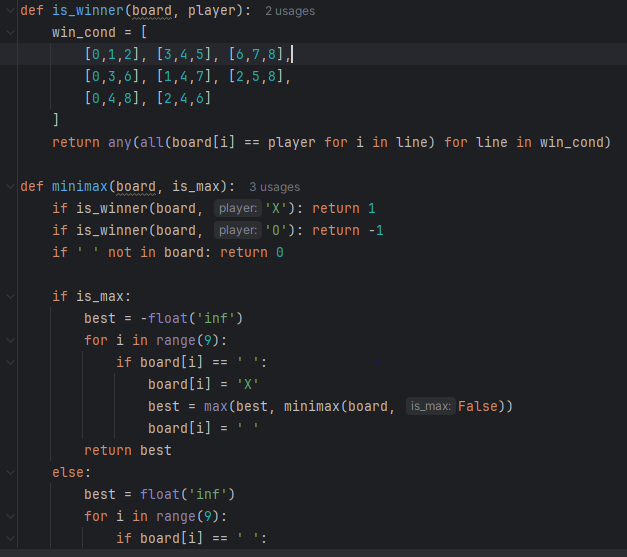 def is_winner(board, player): 2 usages
    win_cond = [
        [0,1,2], [3,4,5], [6,7,8],
        [0,3,6], [1,4,7], [2,5,8],
        [0,4,8], [2,4,6]
    ]
    return any(all(board[i] == player for i in line) for line in win_cond)

def minimax(board, is_max): 3 usages
    if is_winner(board, player: 'X'): return 1
    if is_winner(board, player: 'O'): return -1
    if ' ' not in board: return 0

    if is_max:
        best = -float('inf')
        for i in range(9):
            if board[i] == ' ':
                board[i] = 'X'
                best = max(best, minimax(board, is_max: False))
                board[i] = ' '
        return best
    else:
        best = float('inf')
        for i in range(9):
            if board[i] == ' ':